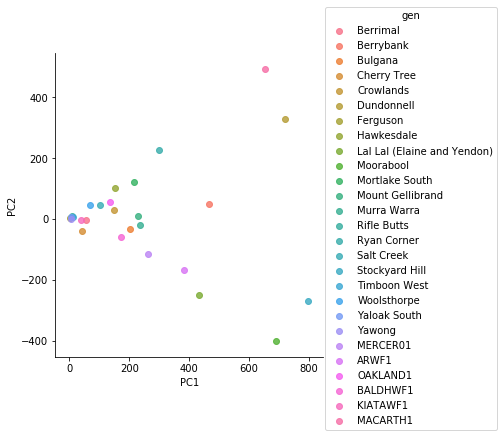 gen
Berrimal
Berrybank
Bulgana
Cherry Tree
Crowlands
Dundonnell
Ferguson
Hawkesdale
Lal Lal (Elaine and Yendon)
Moorabool
Mortlake South
Mount Gellibrand
Murra Warra
Rifle Butts
Ryan Corner
Salt Creek
Stockyard Hill
Timboon West
Woolsthorpe
Yaloak South
Yawong
MERCER01
ARWF1
OAKLAND1
BALDHWF1
KIATAWF1
MACARTH1
PC2
400
200
0
−200
−400
0 200 400 600 800
PC1